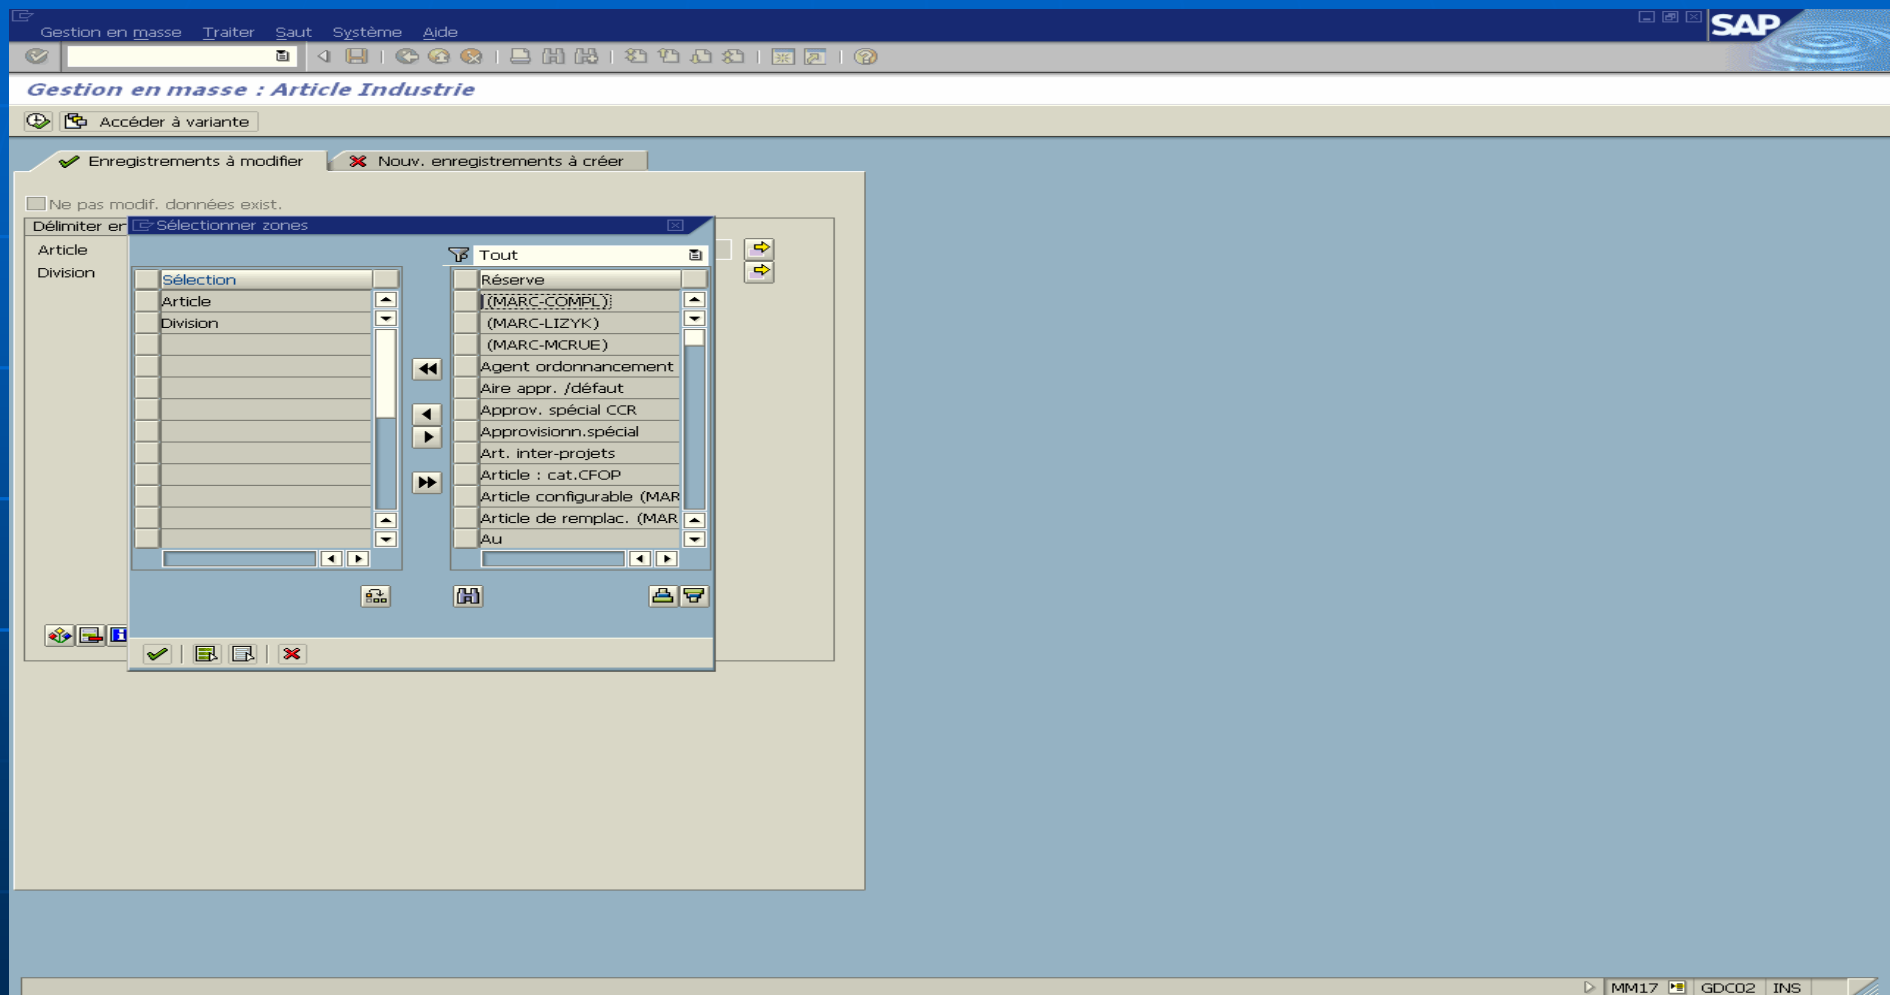 Gestion en masse Traiter Saut Système Aide
SAP
Gestion en masse : Article Industrie
Accéder à variante
Enregistrements à modifier
Nouv. enregistrements à créer
Ne pas modif. données exist.
Délimiter en
Article
Division
Sélectionner zones
Tout
Sélection
Article
Division
Réserve
(MARC-COMPL)
(MARC-LIZYK)
(MARC-MCRUE)
Agent ordonnancement
Aire appr. /défaut
Approv. spécial CCR
Approvisionn.spécial
Art. inter-projets
Article : cat.CFOP
Article configurable (MAR
Article de remplac. (MAR
Au
MM17 GDC02 INS